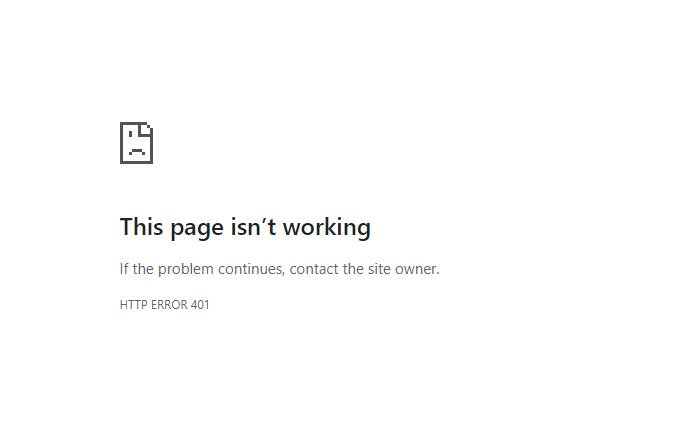 This page isn’t working
If the problem continues, contact the site owner.
HTTP ERROR 401